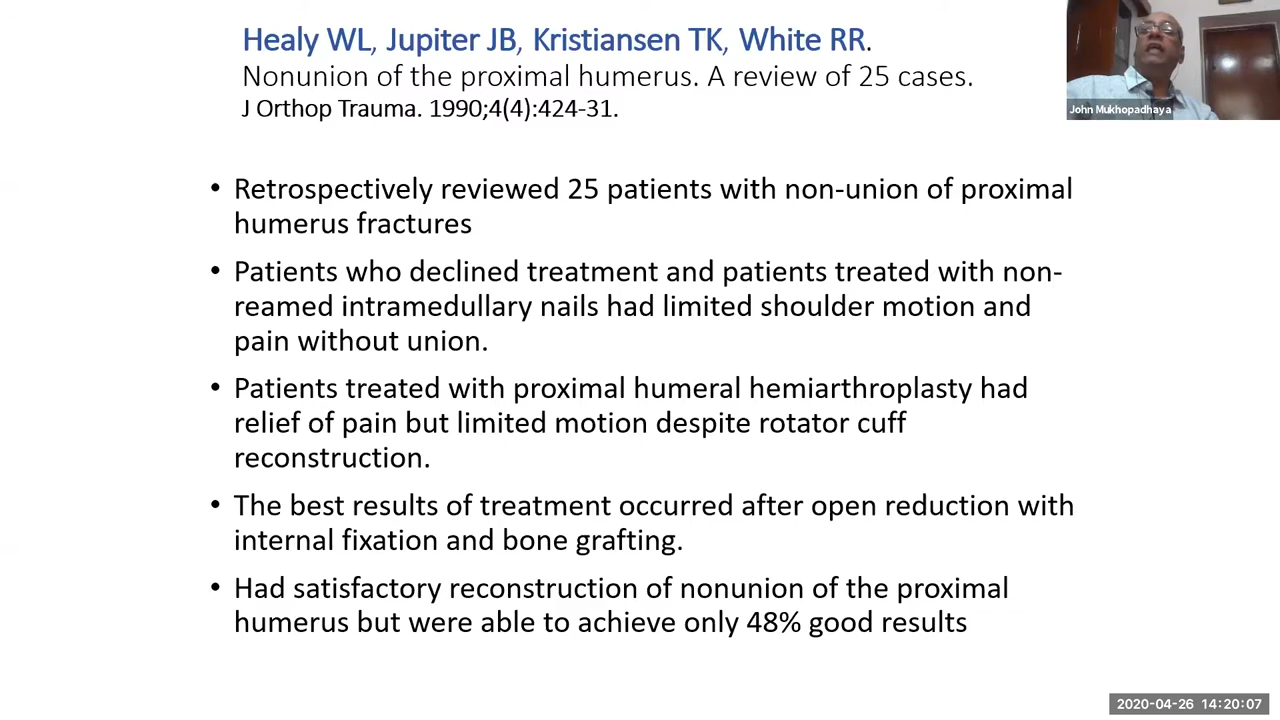 Healy WL, Jupiter JB, Kristiansen TK, White RR.
Nonunion of the proximal humerus. A review of 25 cases.
J Orthop Trauma. 1990;4(4):424-31.
John Mukhopadhaya
• Retrospectively reviewed 25 patients with non-union of proximal
humerus fractures
• Patients who declined treatment and patients treated with non-
reamed intramedullary nails had limited shoulder motion and
pain without union.
• Patients treated with proximal humeral hemiarthroplasty had
relief of pain but limited motion despite rotator cuff
reconstruction.
• The best results of treatment occurred after open reduction with
internal fixation and bone grafting.
• Had satisfactory reconstruction of nonunion of the proximal
humerus but were able to achieve only 48% good results
2020-04-26 14:20:07